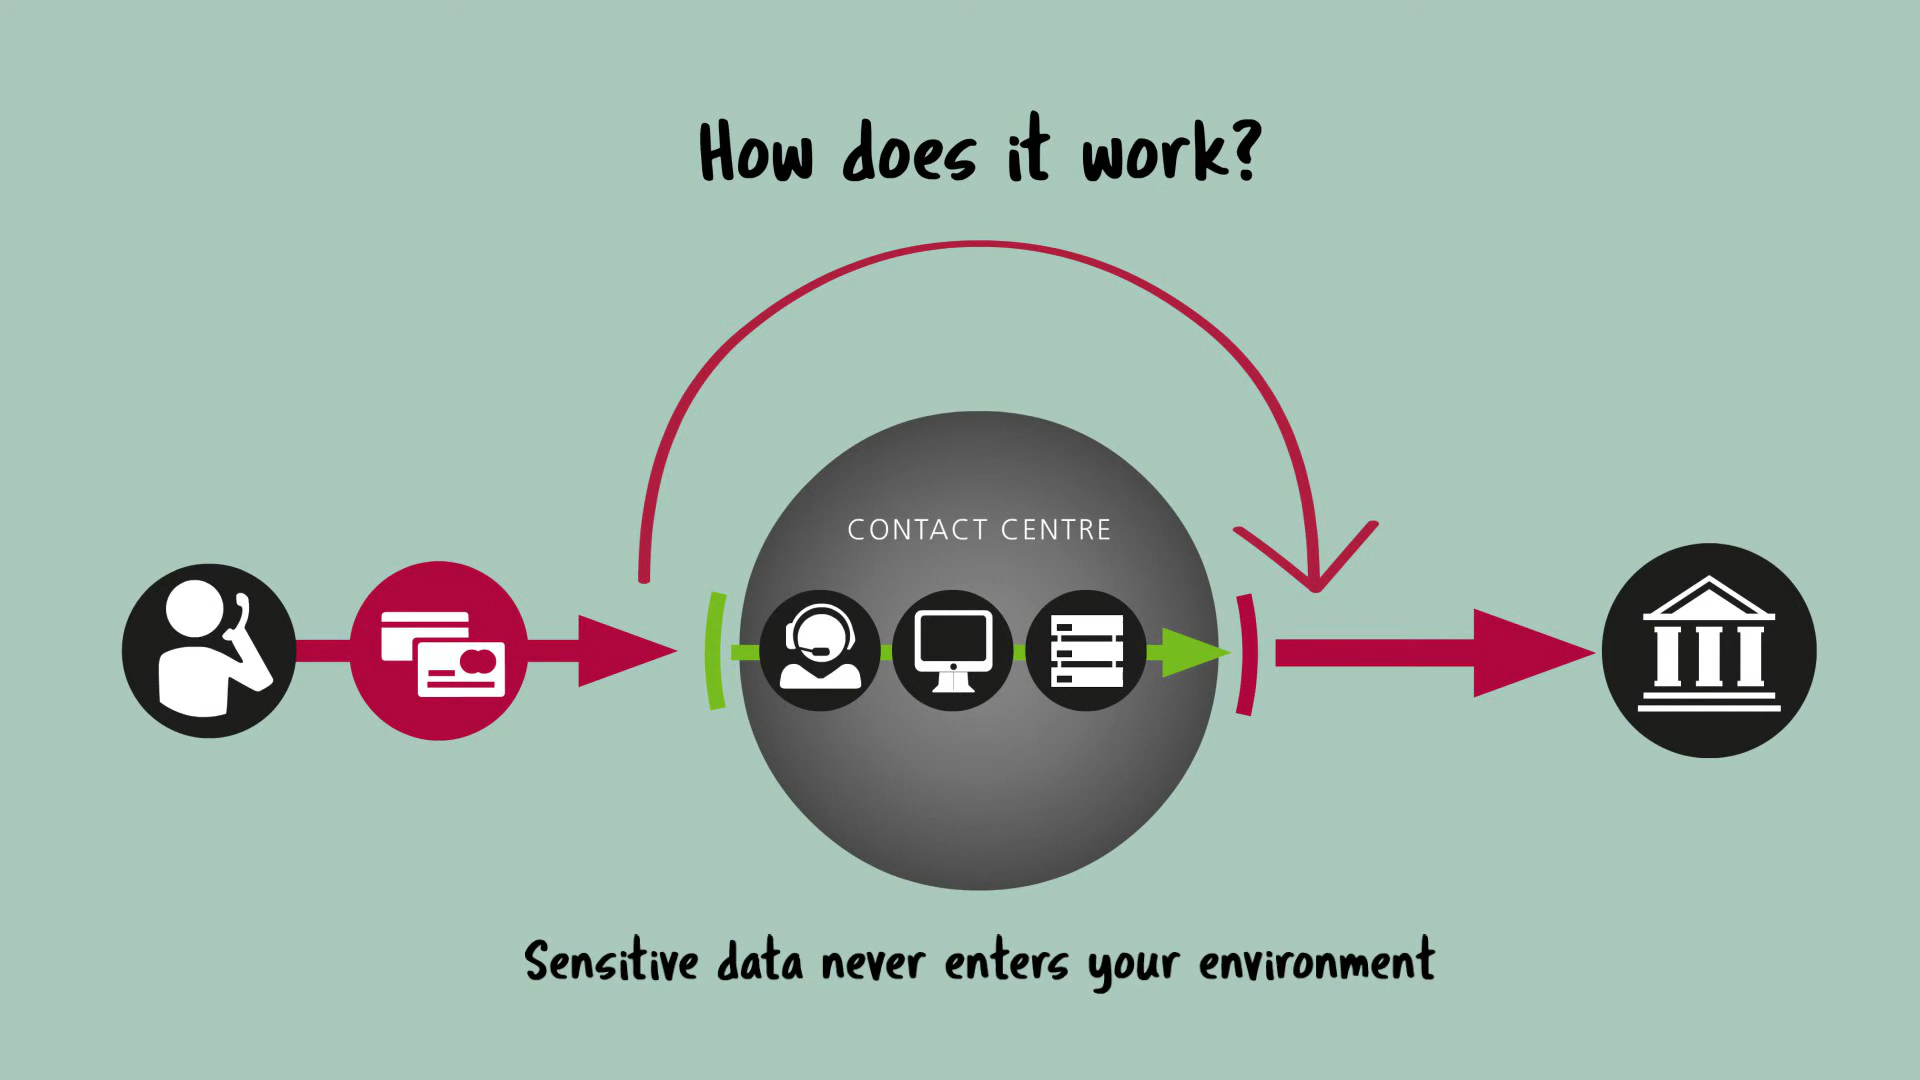 How does it work?
CONTACT CENTRE
Sensitive data never enters your environment